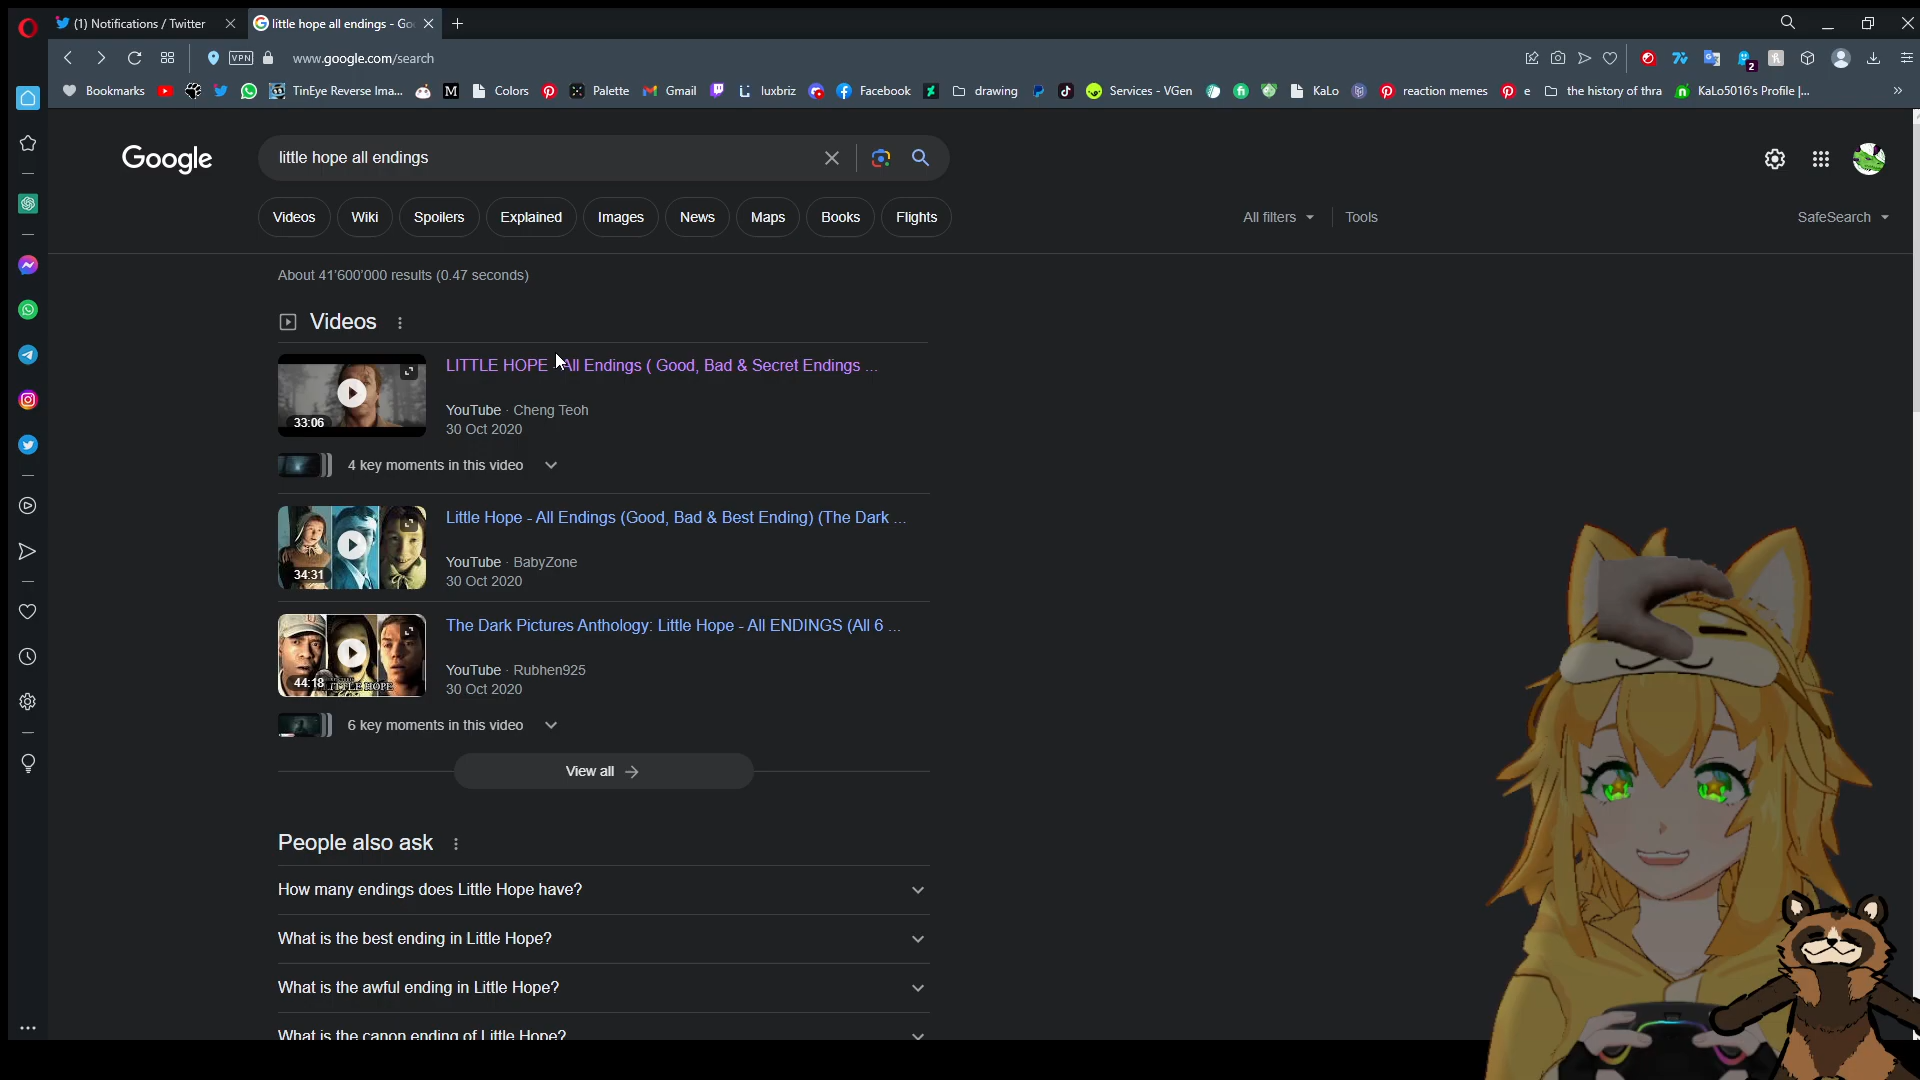 (1) Notifications / Twitter
little hope all endings - Go
VPN
www.google.com/search
2
Bookmarks
TinEye Reverse Ima...
M
Colors
Palette
Gmail
luxbriz
Facebook
drawing
Services - VGen
KaLo
reaction memes
e
the history of thra
KaLo5016's Profile |...
Google
little hope all endings
Videos
Wiki
Spoilers
Explained
Images
News
Maps
Books
Flights
All filters
Tools
SafeSearch
About 41'600'000 results (0.47 seconds)
Videos
LITTLE HOPE - All Endings ( Good, Bad & Secret Endings ...
YouTube · Cheng Teoh
30 Oct 2020
33:06
4 key moments in this video
Little Hope - All Endings (Good, Bad & Best Ending) (The Dark ...
YouTube · BabyZone
30 Oct 2020
34:31
The Dark Pictures Anthology: Little Hope - All ENDINGS (All 6 ...
YouTube · Rubhen925
30 Oct 2020
44:18
LITTLE HOPE
6 key moments in this video
View all
People also ask
How many endings does Little Hope have?
What is the best ending in Little Hope?
What is the awful ending in Little Hope?
What is the canon ending of Little Hope?